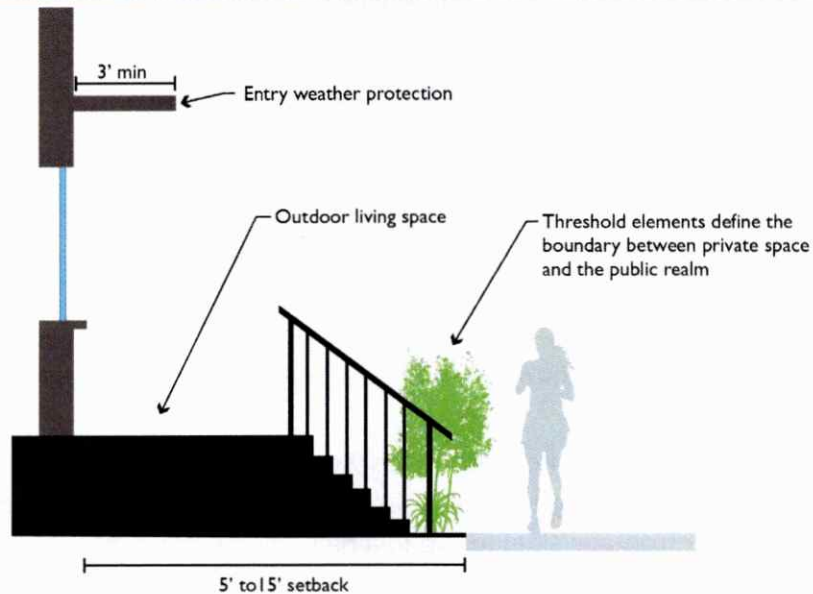 3' min
Entry weather protection
Outdoor living space
Threshold elements define the
boundary between private space
and the public realm
5' to15' setback